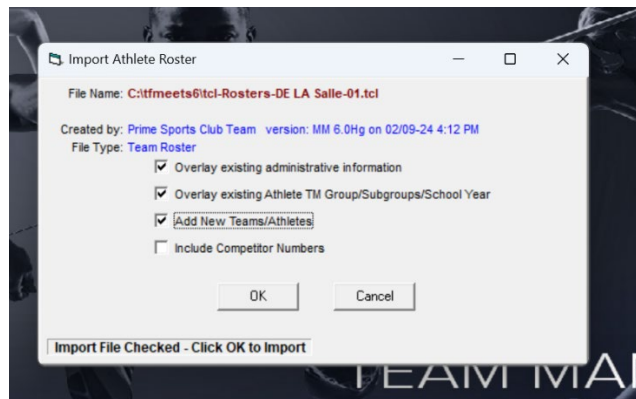 Import Athlete Roster
File Name: C:\tfmeets6\tcl-Rosters-DE LA Salle-01.tcl
Created by: Prime Sports Club Team version: MM 6.0Hg on 02/09-24 4:12 PM
File Type: Team Roster
Overlay existing administrative information
Overlay existing Athlete TM Group/Subgroups/School Year
Add New Teams/Athletes
Include Competitor Numbers
OK Cancel
Import File Checked - Click OK to Import
TEAM MA